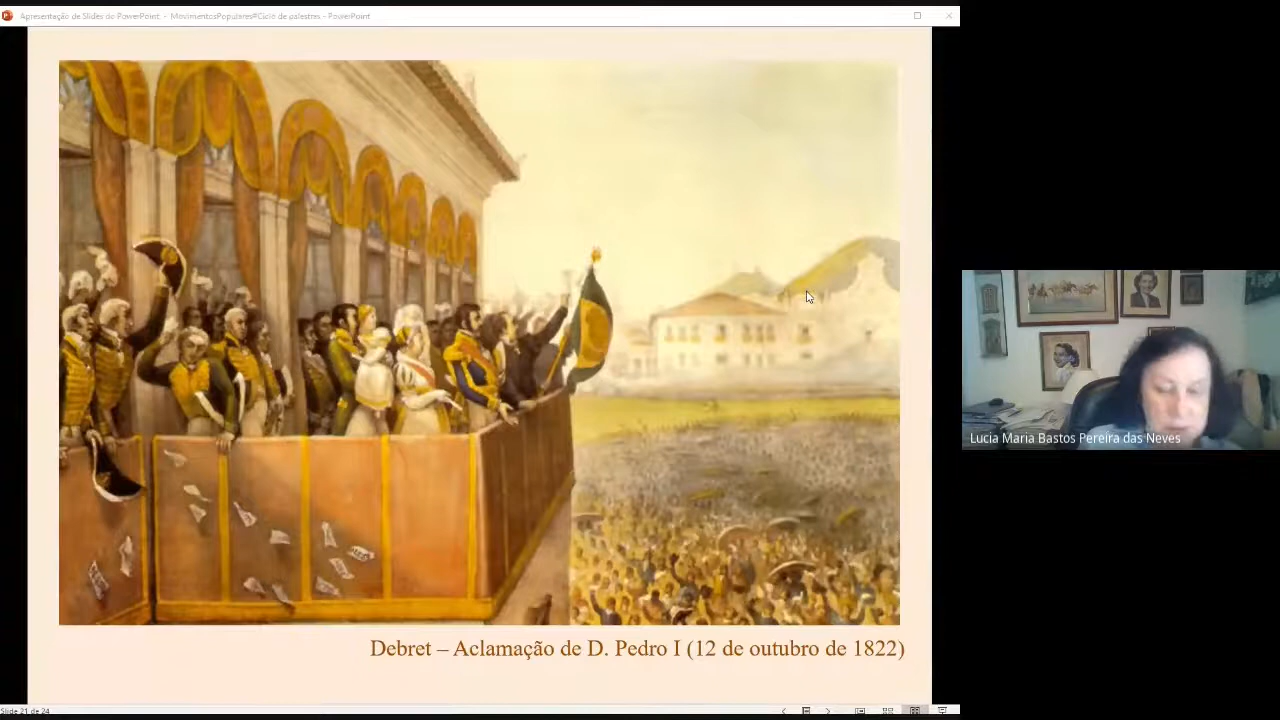 Apresentação de Slides do PowerPoint - MovimentosPopulares#Ciclo de palestras - PowerPoint
Lucia Maria Bastos Pereira das Neves
Debret – Aclamação de D. Pedro I (12 de outubro de 1822)
Slide 21 de 24